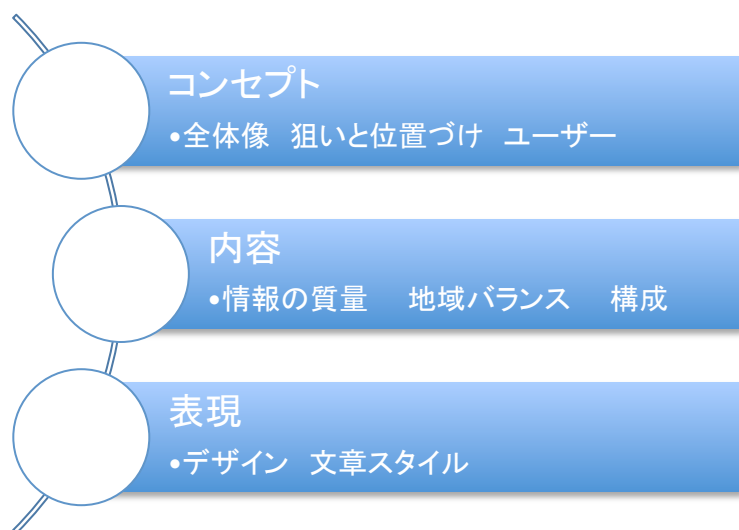 コンセプト
•全体像　狙いと位置づけ　ユーザー
内容
•情報の質量　　地域バランス　　構成
表現
•デザイン　文章スタイル